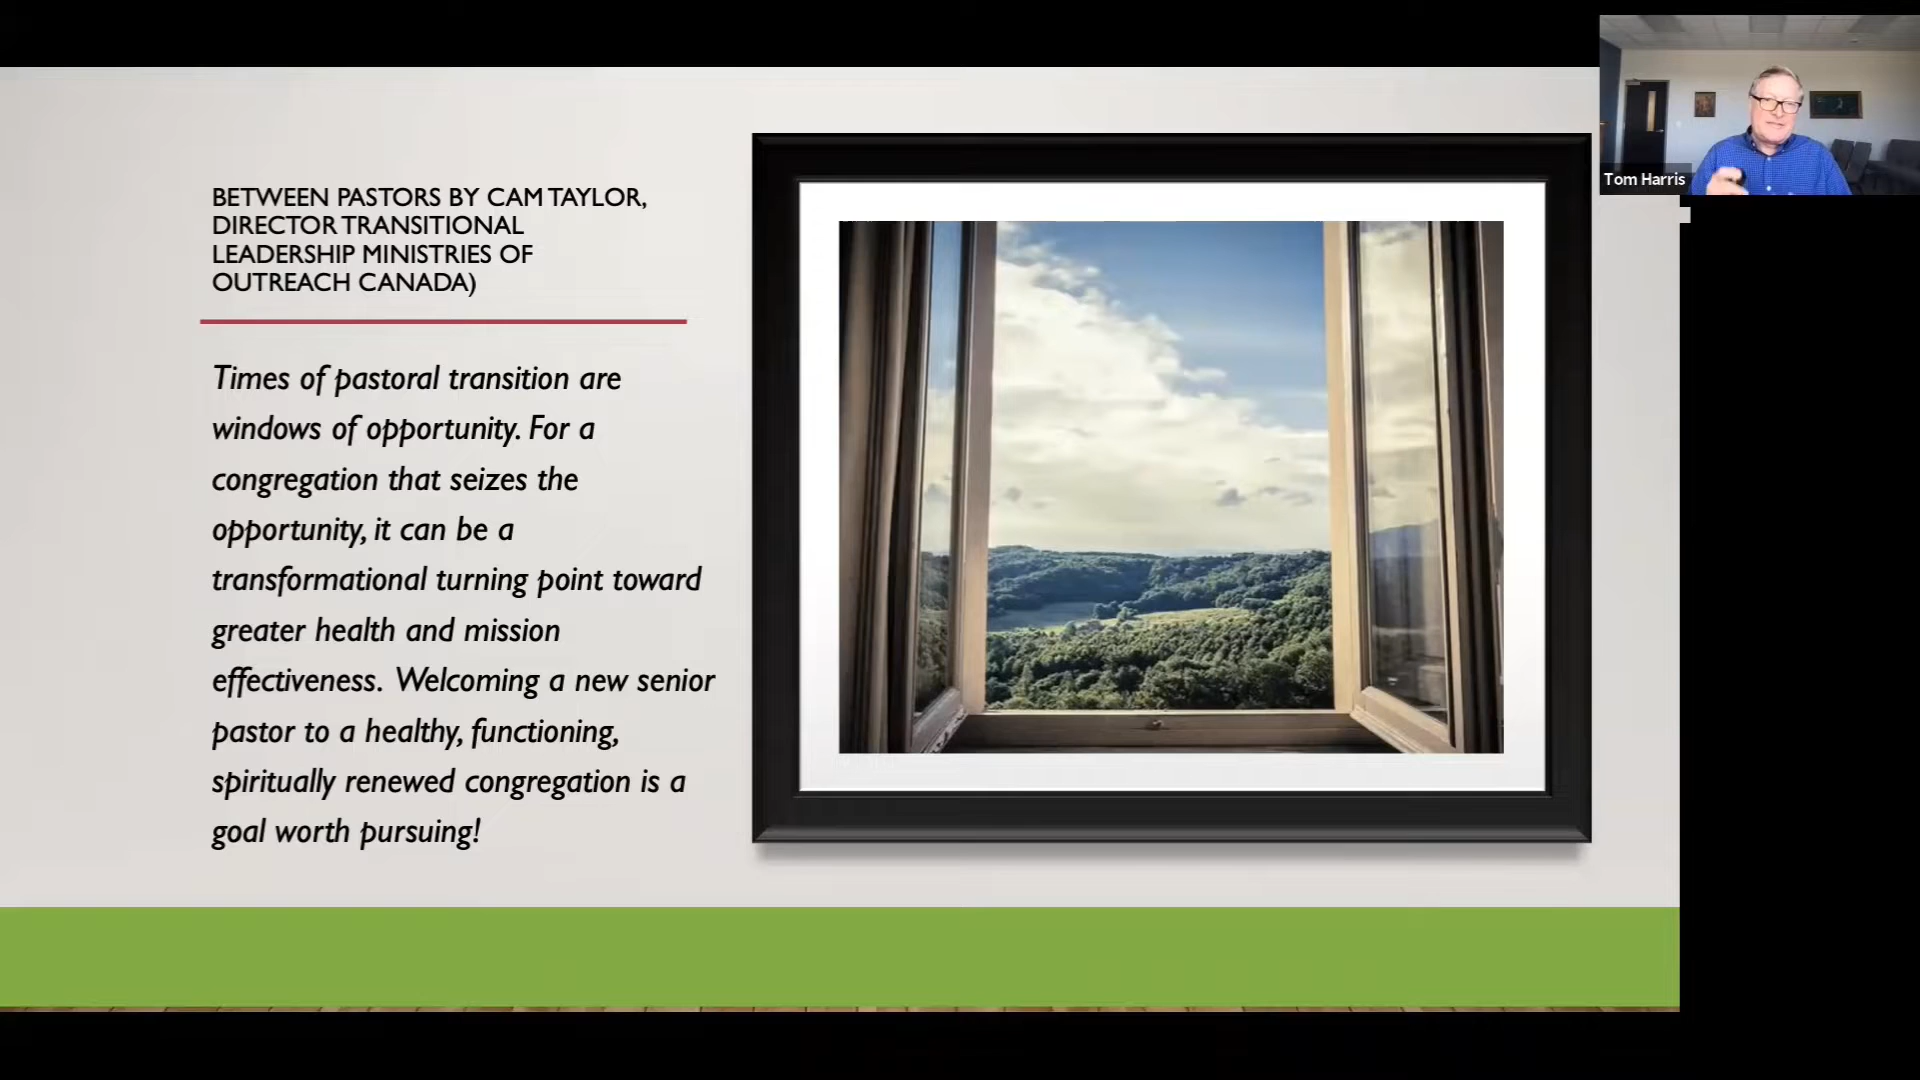 BETWEEN PASTORS BY CAM TAYLOR,
DIRECTOR TRANSITIONAL
LEADERSHIP MINISTRIES OF
OUTREACH CANADA)
Times of pastoral transition are
windows of opportunity. For a
congregation that seizes the
opportunity, it can be a
transformational turning point toward
greater health and mission
effectiveness. Welcoming a new senior
pastor to a healthy, functioning,
spiritually renewed congregation is a
goal worth pursuing!
Tom Harris